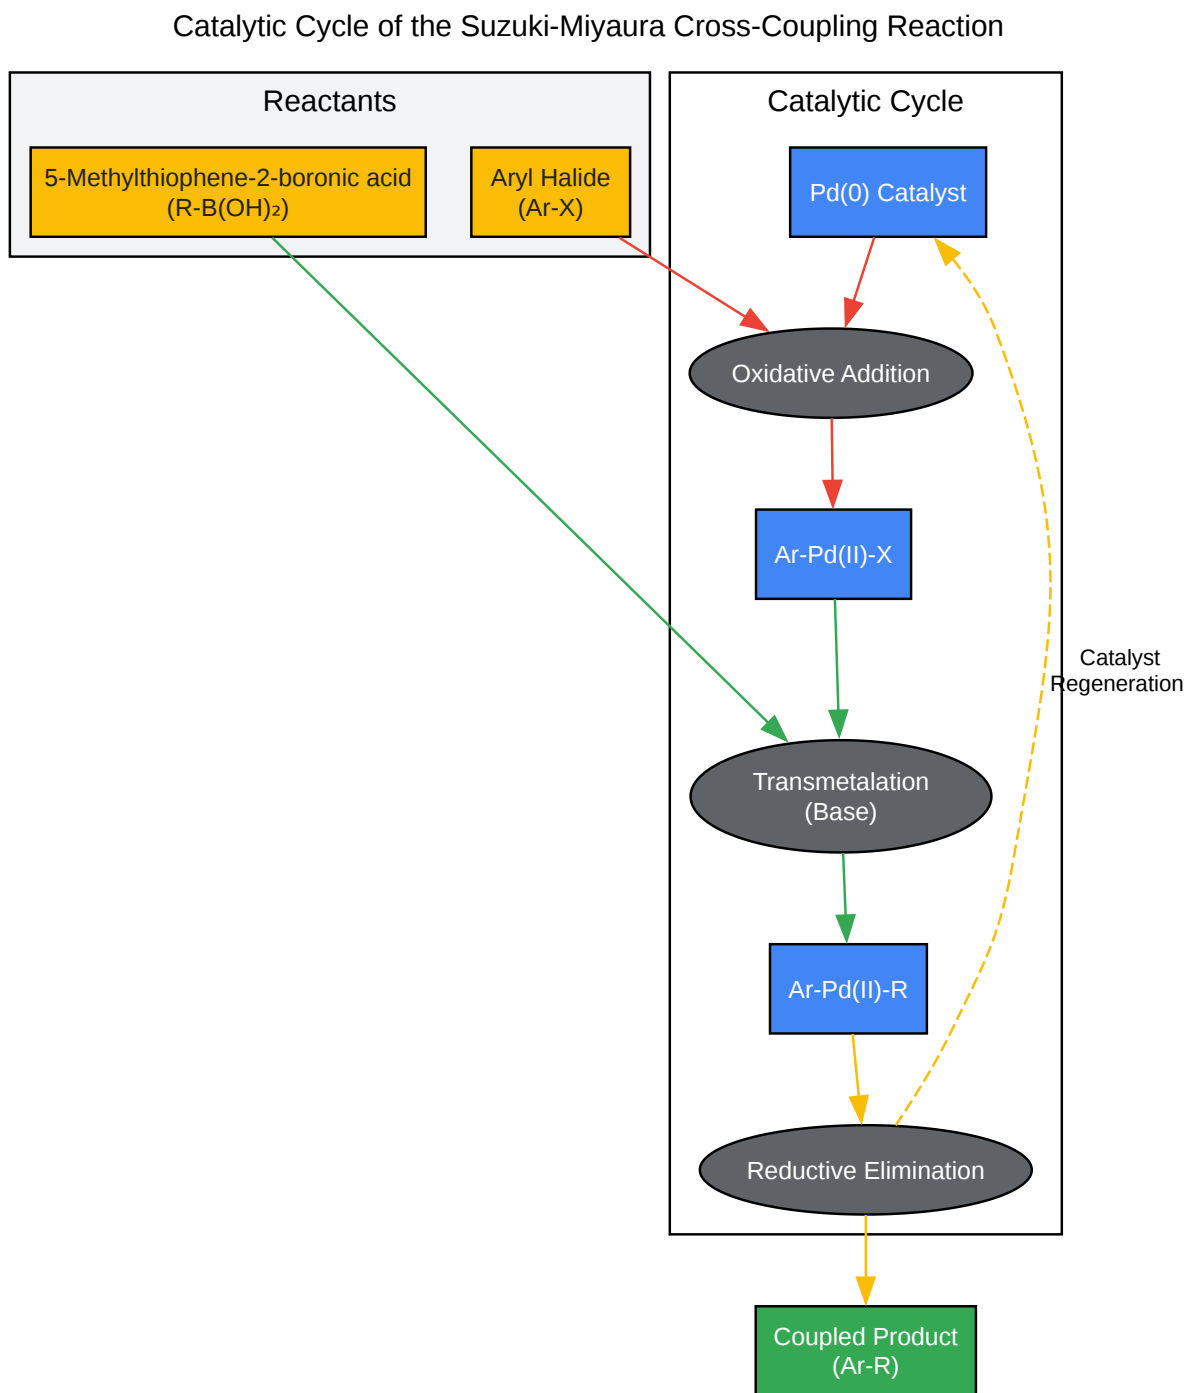 Catalytic Cycle of the Suzuki-Miyaura Cross-Coupling Reaction
Reactants
5-Methylthiophene-2-boronic acid
(R-B(OH)₂)
Aryl Halide
(Ar-X)
Catalytic Cycle
Pd(0) Catalyst
Oxidative Addition
Ar-Pd(II)-X
Catalyst
Regeneration
Transmetalation
(Base)
Ar-Pd(II)-R
Reductive Elimination
Coupled Product
(Ar-R)